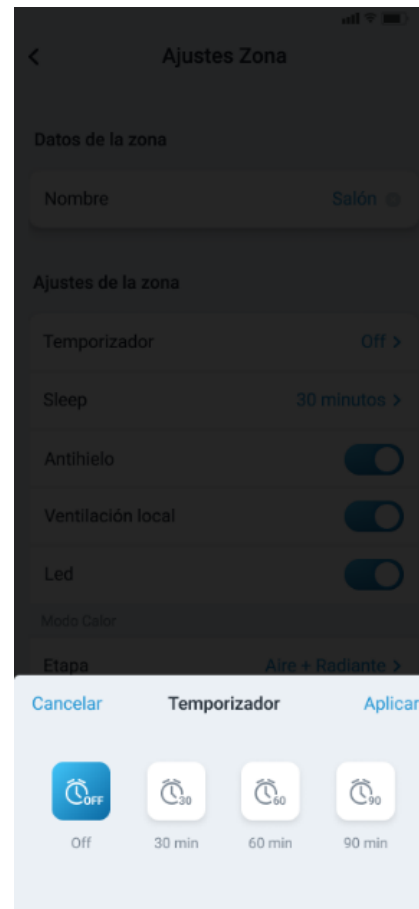 Ajustes Zona
Datos de la zona
Nombre Salón
Ajustes de la zona
Temporizador Off
Sleep 30 minutos
Antihielo
Ventilación local
Led
Modo Calor
Etapa Aire + Radiante
Cancelar Temporizador Aplicar
OFF 30 60 90
Off 30 min 60 min 90 min